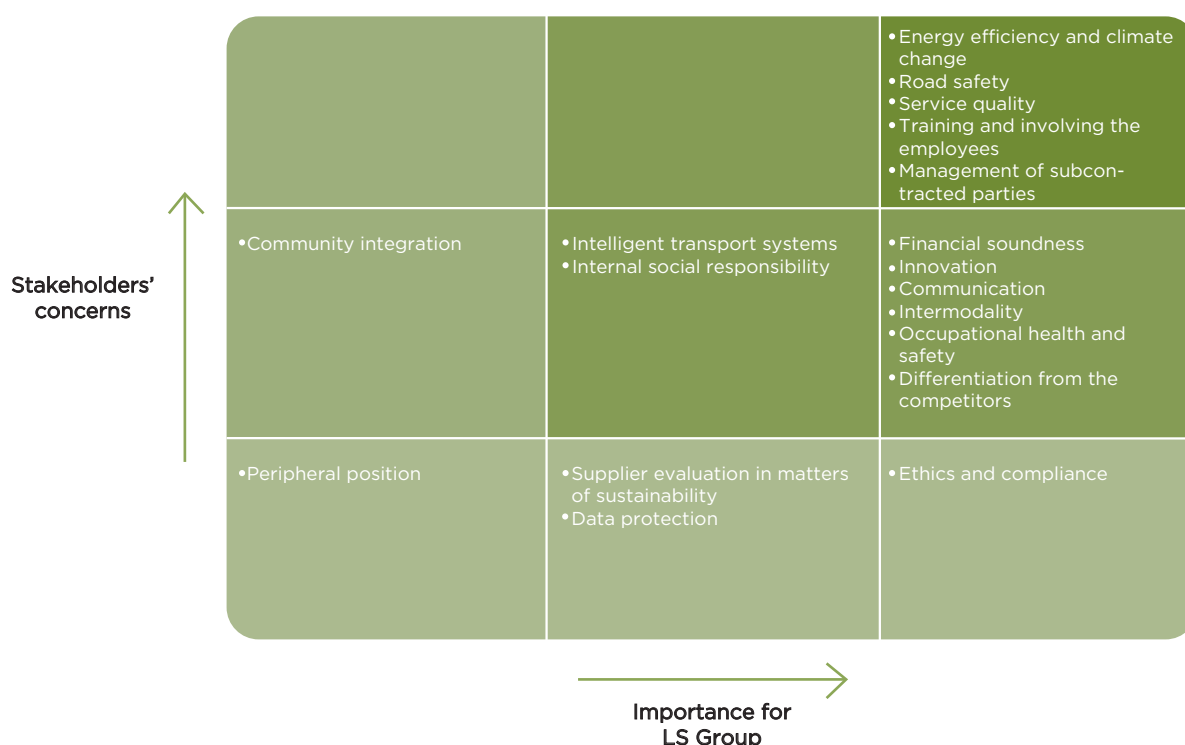 • Energy efficiency and climate
change
• Road safety
• Service quality
• Training and involving the
employees
• Management of subcon-
tracted parties
Stakeholders'
concerns
• Community integration
• Intelligent transport systems
• Internal social responsibility
• Financial soundness
• Innovation
• Communication
• Intermodality
• Occupational health and
safety
• Differentiation from the
competitors
• Peripheral position
• Supplier evaluation in matters
of sustainability
• Data protection
• Ethics and compliance
Importance for
LS Group